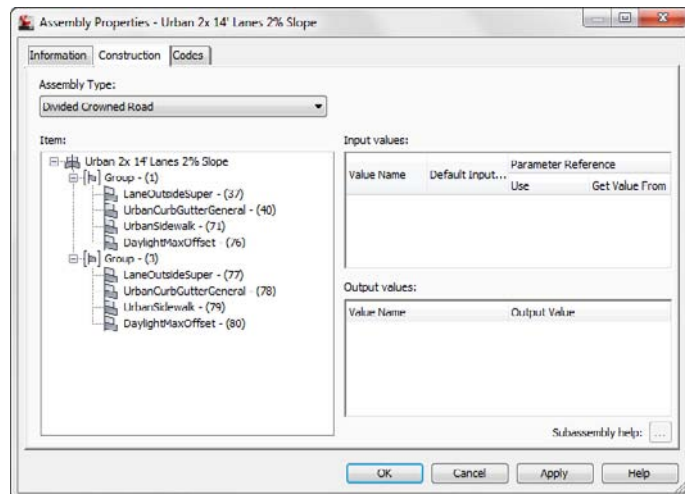 Assembly Properties - Urban 2x 14' Lanes 2% Slope
Information
Construction
Codes
Assembly Type:
Divided Crowned Road
Item:
Urban 2x 14' Lanes 2% Slope
Group - (1)
LaneOutsideSuper - (37)
UrbanCurbGutterGeneral - (40)
UrbanSidewalk - (71)
DaylightMaxOffset - (76)
Group - (3)
LaneOutsideSuper - (77)
UrbanCurbGutterGeneral - (78)
UrbanSidewalk - (79)
DaylightMaxOffset - (80)
Input values:
Value Name
Default Input...
Parameter Reference
Use
Get Value From
Output values:
Value Name
Output Value
Subassembly help:
...
OK
Cancel
Apply
Help